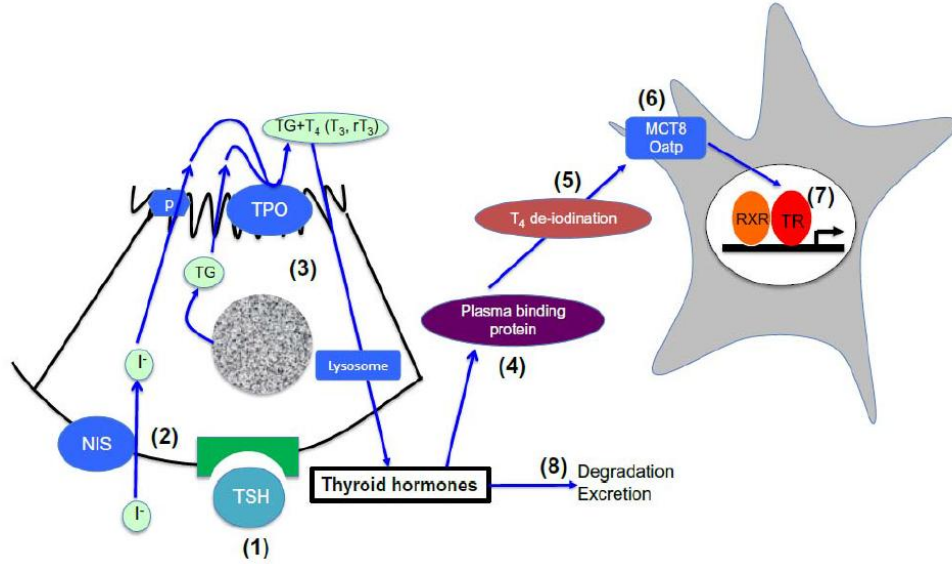 TG+T₄ (T₃, rT₃)
p
TPO
TG
(3)
I⁻
Lysosome
NIS
(2)
I⁻
TSH
(1)
Thyroid hormones
(8)
Degradation
Excretion
Plasma binding
protein
(4)
(5)
T₄ de-iodination
(6)
MCT8
Oatp
(7)
RXR
TR